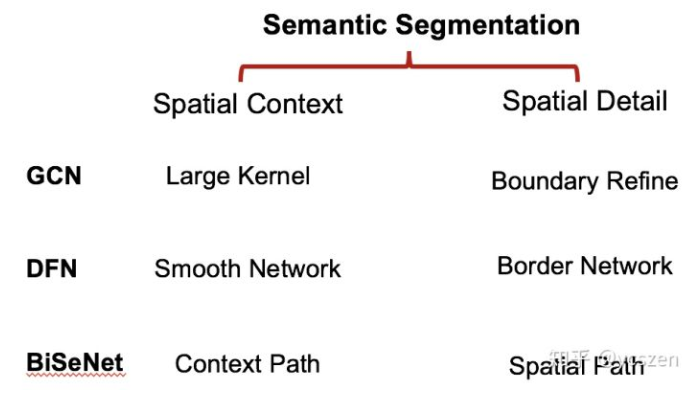 Semantic Segmentation
Spatial Context Spatial Detail
GCN Large Kernel Boundary Refine
DFN Smooth Network Border Network
BiSeNet Context Path Spatial Path
知乎 @ycszen